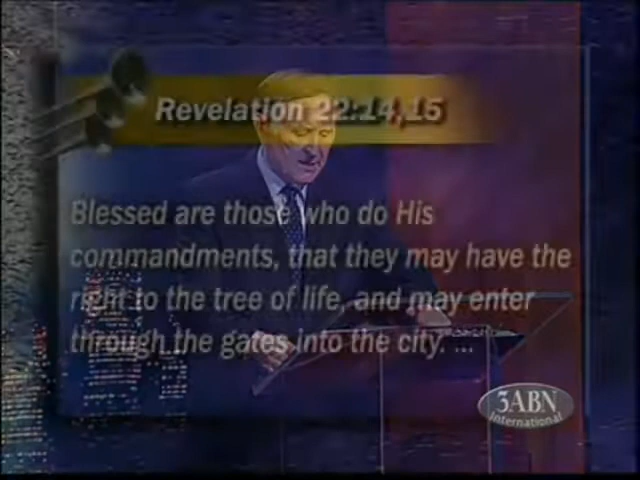 Revelation 22:14,15
Blessed are those who do His
commandments, that they may have the
right to the tree of life, and may enter
through the gates into the city. ...
3ABN
International